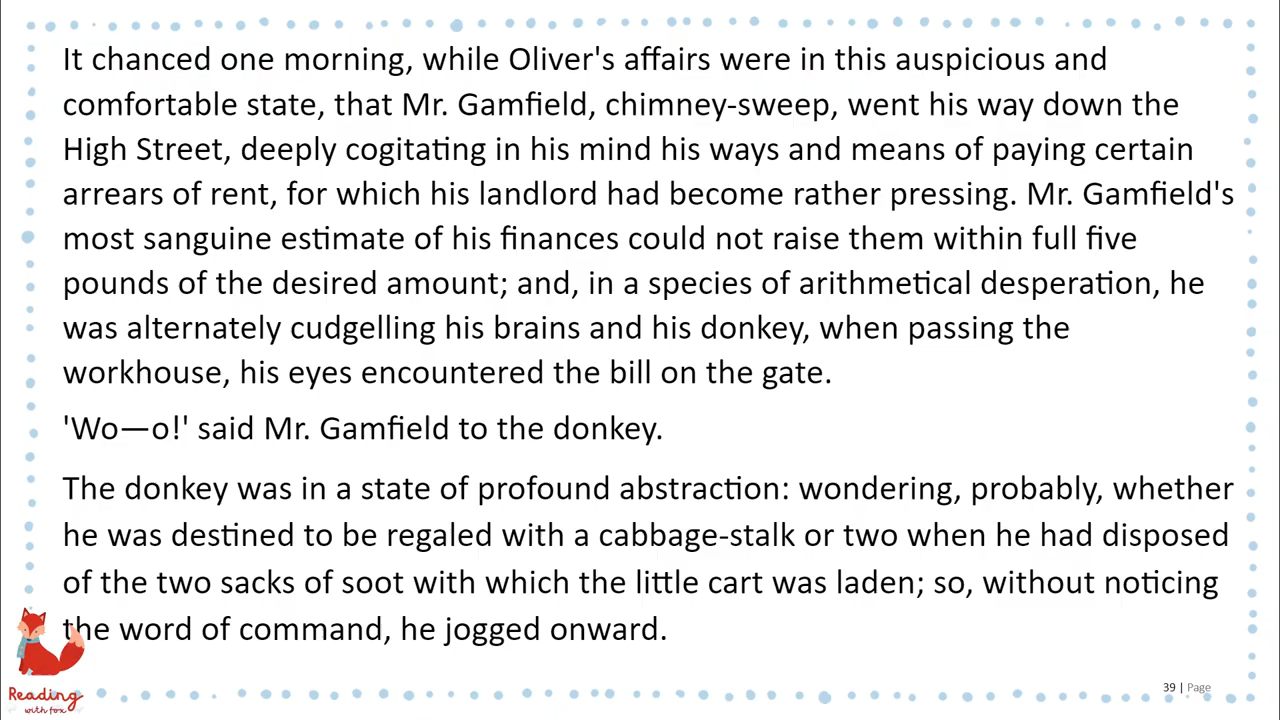 It chanced one morning, while Oliver's affairs were in this auspicious and
comfortable state, that Mr. Gamfield, chimney-sweep, went his way down the
High Street, deeply cogitating in his mind his ways and means of paying certain
arrears of rent, for which his landlord had become rather pressing. Mr. Gamfield's
most sanguine estimate of his finances could not raise them within full five
pounds of the desired amount; and, in a species of arithmetical desperation, he
was alternately cudgelling his brains and his donkey, when passing the
workhouse, his eyes encountered the bill on the gate.
'Wo—o!' said Mr. Gamfield to the donkey.
The donkey was in a state of profound abstraction: wondering, probably, whether
he was destined to be regaled with a cabbage-stalk or two when he had disposed
of the two sacks of soot with which the little cart was laden; so, without noticing
the word of command, he jogged onward.
Reading
with fox
39 | Page